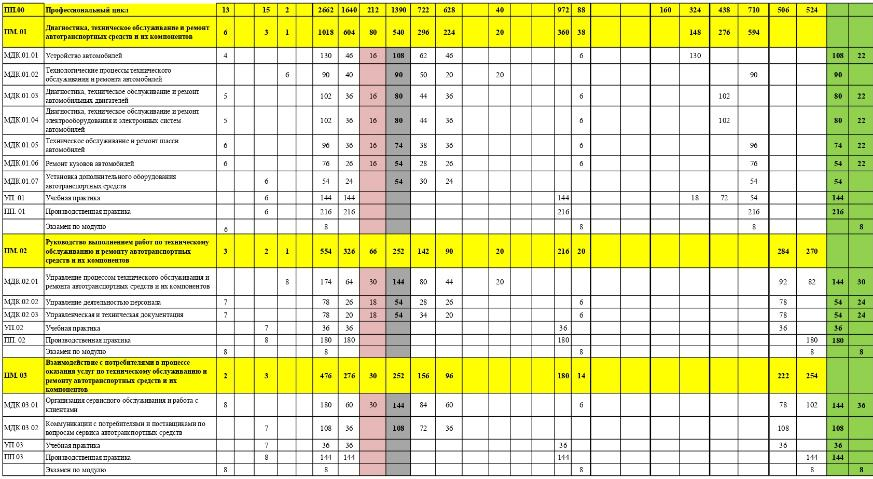 ПП.00 Профессиональный цикл 13 15 2 2662 1640 212 1390 722 628 40 972 88 160 324 438 710 506 524
ПМ. 01 Диагностика, техническое обслуживание и ремонт автотранспортных средств и их компонентов 6 3 1 1018 604 80 540 296 224 20 360 38 148 276 594
МДК.01.01 Устройство автомобилей 4 130 46 16 108 62 46 6 130 108 22
МДК.01.02 Технологические процессы технического обслуживания и ремонта автомобилей 6 90 40 90 50 20 20 90 90
МДК.01.03 Диагностика, техническое обслуживание и ремонт автомобильных двигателей 5 102 36 16 80 44 36 6 102 80 22
МДК.01.04 Диагностика, техническое обслуживание и ремонт электрооборудования и электронных систем автомобилей 5 102 36 16 80 44 36 6 102 80 22
МДК.01.05 Техническое обслуживание и ремонт шасси автомобилей 6 96 36 16 74 38 36 6 96 74 22
МДК.01.06 Ремонт кузовов автомобилей 6 76 26 16 54 28 26 6 76 54 22
МДК.01.07 Установка дополнительного оборудования автотранспортных средств 6 54 24 54 30 24 54 54
УП. 01 Учебная практика 6 144 144 144 18 72 54 144
ПП. 01 Производственная практика 6 216 216 216 216 216
Экзамен по модулю 6 8 8 8 8
ПМ. 02 Руководство выполнением работ по техническому обслуживанию и ремонту автотранспортных средств и их компонентов 3 2 1 554 326 66 252 142 90 20 216 20 284 270
МДК.02.01 Управление процессом технического обслуживания и ремонта автотранспортных средств и их компонентов 8 174 64 30 144 80 44 20 92 82 144 30
МДК.02.02 Управление деятельностью персонала 7 78 26 18 54 28 26 6 78 54 24
МДК.02.03 Управленческая и техническая документация 7 78 20 18 54 34 20 6 78 54 24
УП.02 Учебная практика 7 36 36 36 36 36
ПП. 02 Производственная практика 8 180 180 180 180 180
Экзамен по модулю 8 8 8 8 8
ПМ. 03 Взаимодействие с потребителями в процессе оказания услуг по техническому обслуживанию и ремонту автотранспортных средств и их компонентов 2 3 476 276 30 252 156 96 180 14 222 254
МДК.03.01 Организация сервисного обслуживания и работа с клиентами 8 180 60 30 144 84 60 6 78 102 144 36
МДК.03.02 Коммуникации с потребителями и поставщиками по вопросам сервиса автотранспортных средств 7 108 36 108 72 36 108 108
УП.03 Учебная практика 7 36 36 36 36 36
ПП.03 Производственная практика 8 144 144 144 144 144
Экзамен по модулю 8 8 8 8 8